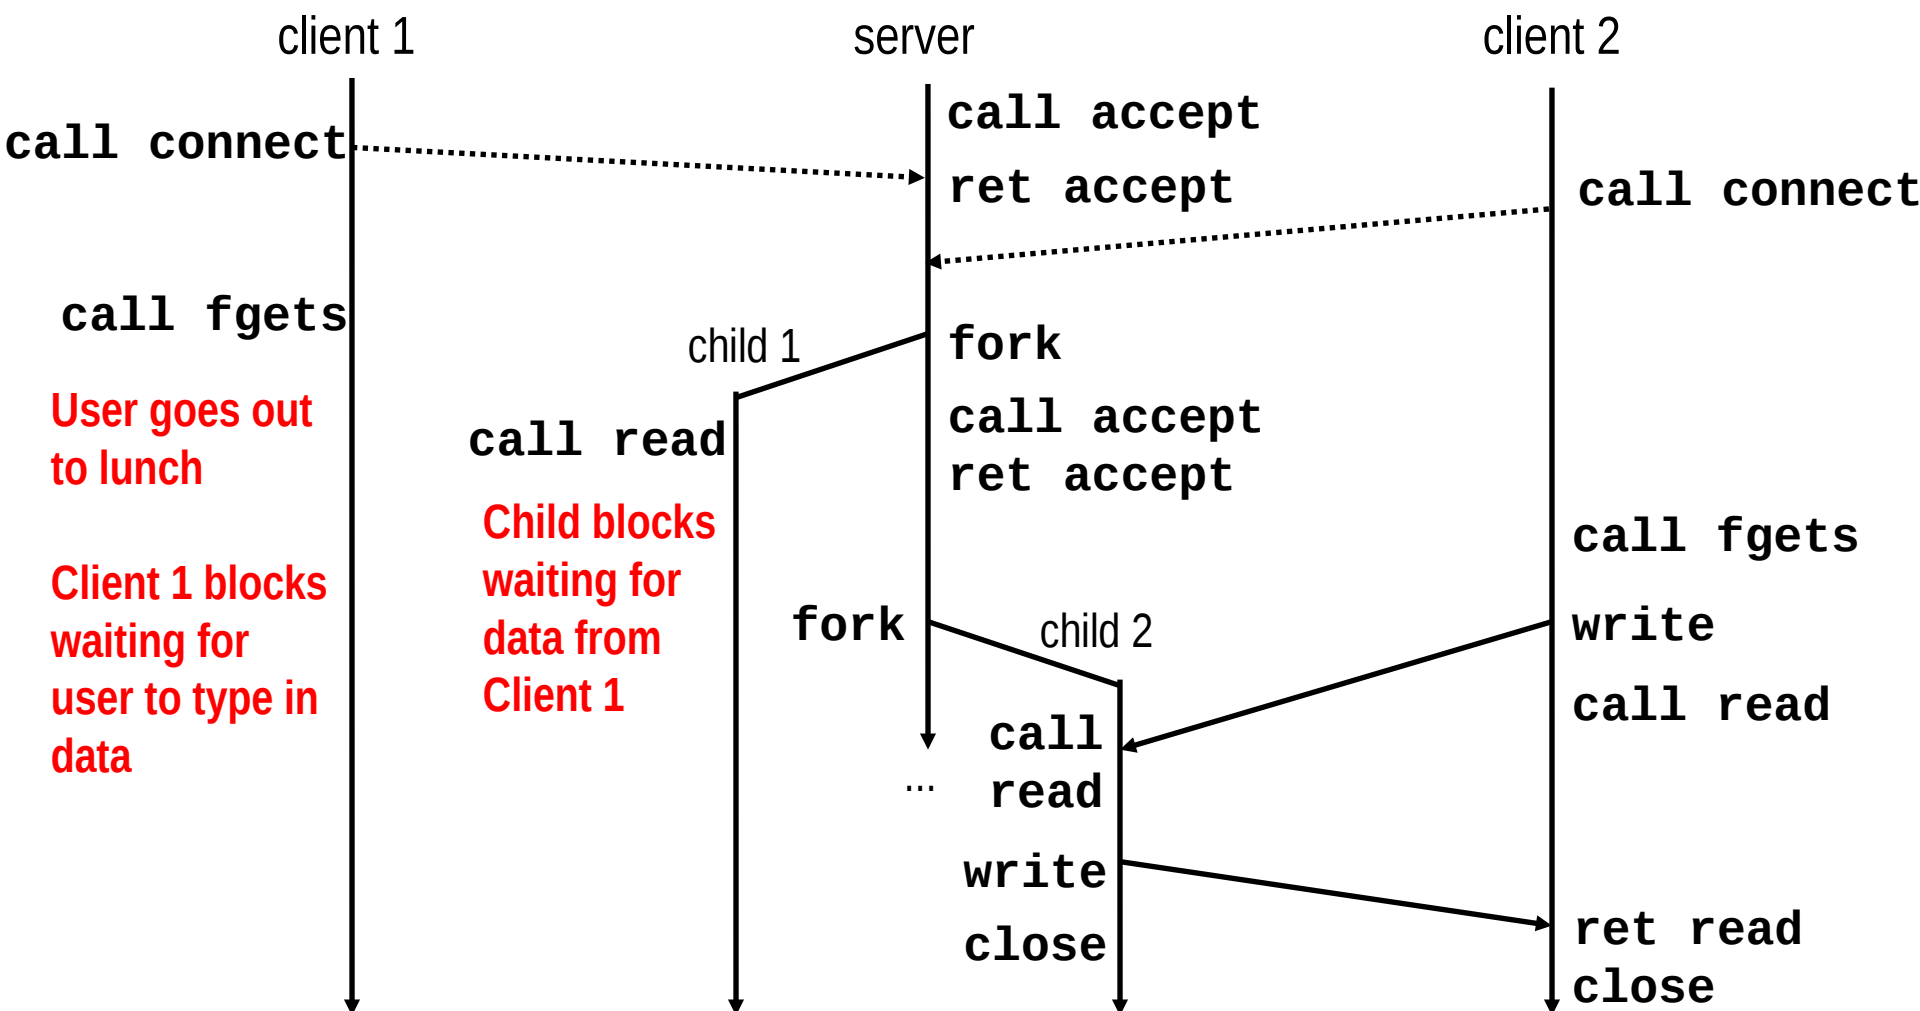 client 1
server
client 2
call connect
call accept
ret accept
call connect
call fgets
child 1
fork
call accept
ret accept
User goes out
to lunch
call read
Client 1 blocks
waiting for
user to type in
data
Child blocks
waiting for
data from
Client 1
fork
child 2
call fgets
write
call read
...
call
read
write
close
ret read
close